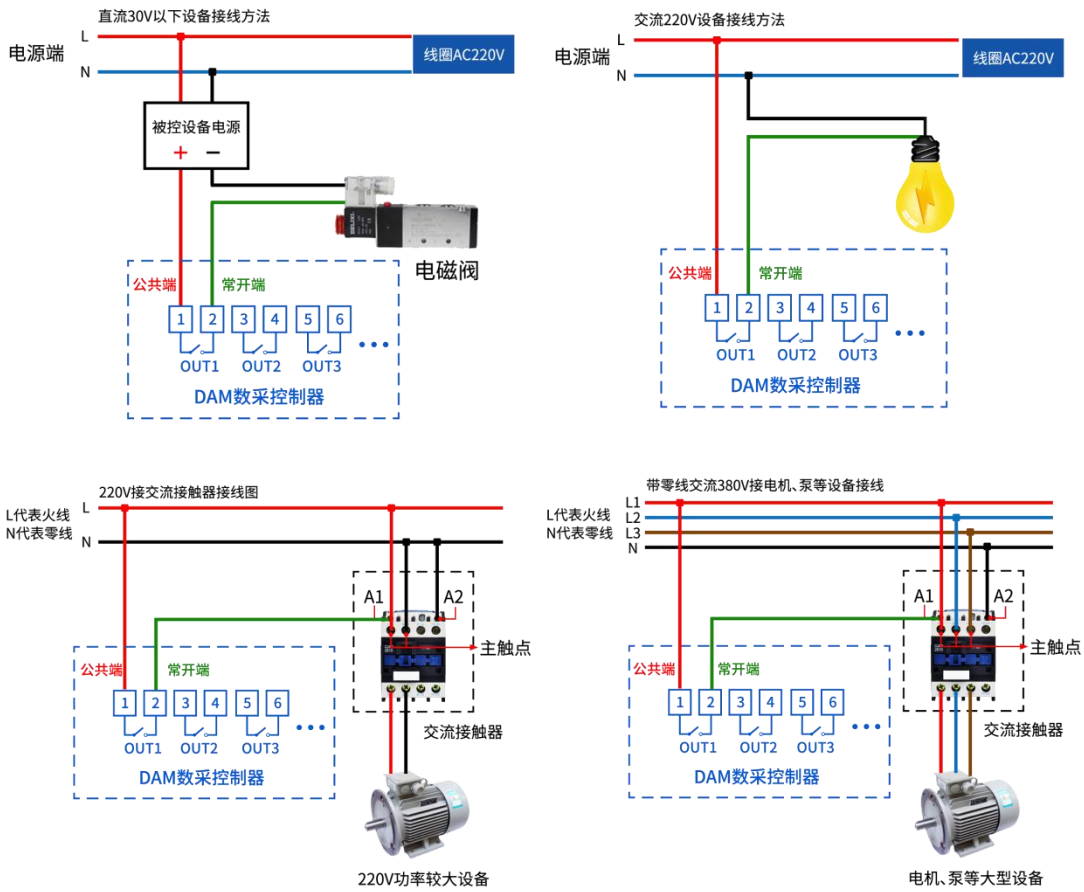 直流30V以下设备接线方法
L
电源端
线圈AC220V
N
被控设备电源
+ −
电磁阀
公共端
常开端
1 2 3 4 5 6
OUT1 OUT2 OUT3
DAM数采控制器
交流220V设备接线方法
L
电源端
线圈AC220V
N
公共端
常开端
1 2 3 4 5 6
OUT1 OUT2 OUT3
DAM数采控制器
220V接交流接触器接线图
L
L代表火线
N代表零线
N
A1 A2
主触点
公共端
常开端
1 2 3 4 5 6
交流接触器
OUT1 OUT2 OUT3
DAM数采控制器
220V功率较大设备
带零线交流380V接电机、泵等设备接线
L1
L代表火线
L2
N代表零线
L3
N
A1 A2
主触点
公共端
常开端
1 2 3 4 5 6
交流接触器
OUT1 OUT2 OUT3
DAM数采控制器
电机、泵等大型设备